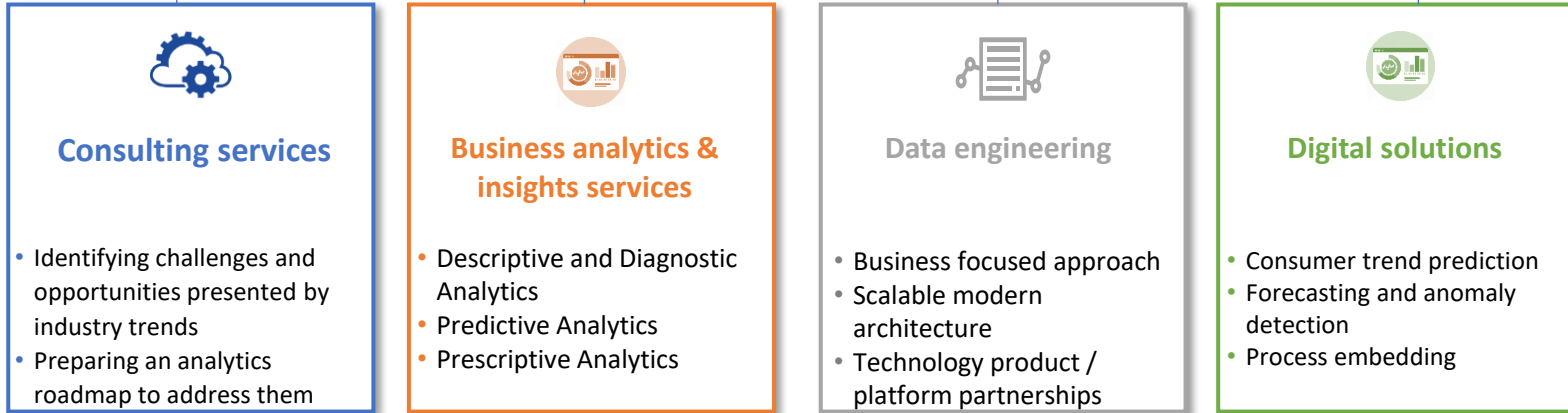 Consulting services
• Identifying challenges and
opportunities presented by
industry trends
• Preparing an analytics
roadmap to address them
Business analytics &
insights services
• Descriptive and Diagnostic
Analytics
• Predictive Analytics
• Prescriptive Analytics
Data engineering
• Business focused approach
• Scalable modern
architecture
• Technology product /
platform partnerships
Digital solutions
• Consumer trend prediction
• Forecasting and anomaly
detection
• Process embedding